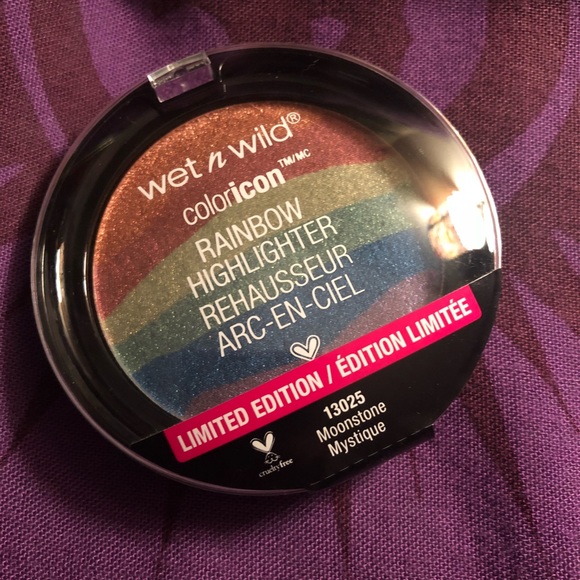 wet n wild®
coloricon™/MC
RAINBOW
HIGHLIGHTER
REHAUSSEUR
ARC-EN-CIEL
LIMITED EDITION / ÉDITION LIMITÉE
13025
Moonstone
Mystique
crueltyfree